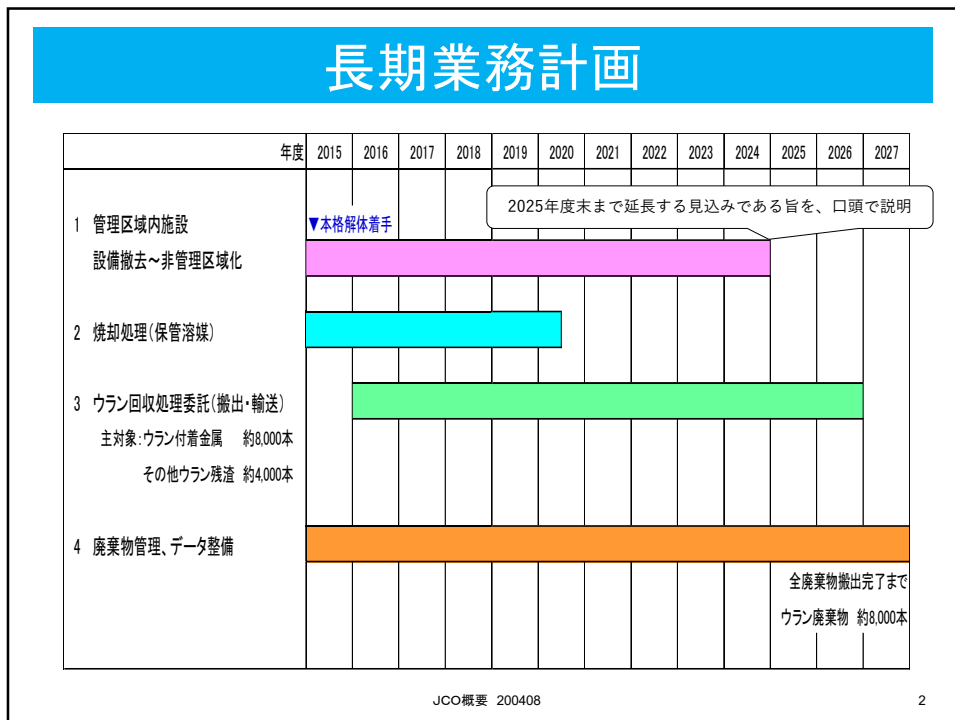 長期業務計画
年度 2015 2016 2017 2018 2019 2020 2021 2022 2023 2024 2025 2026 2027
2025年度末まで延長する見込みである旨を、口頭で説明
1 管理区域内施設
▼本格解体着手
設備撤去～非管理区域化
2 焼却処理(保管溶媒)
3 ウラン回収処理委託(搬出・輸送)
主対象:ウラン付着金属 約8,000本
その他ウラン残渣 約4,000本
4 廃棄物管理、データ整備
全廃棄物搬出完了まで
ウラン廃棄物 約8,000本
JCO概要 200408
2